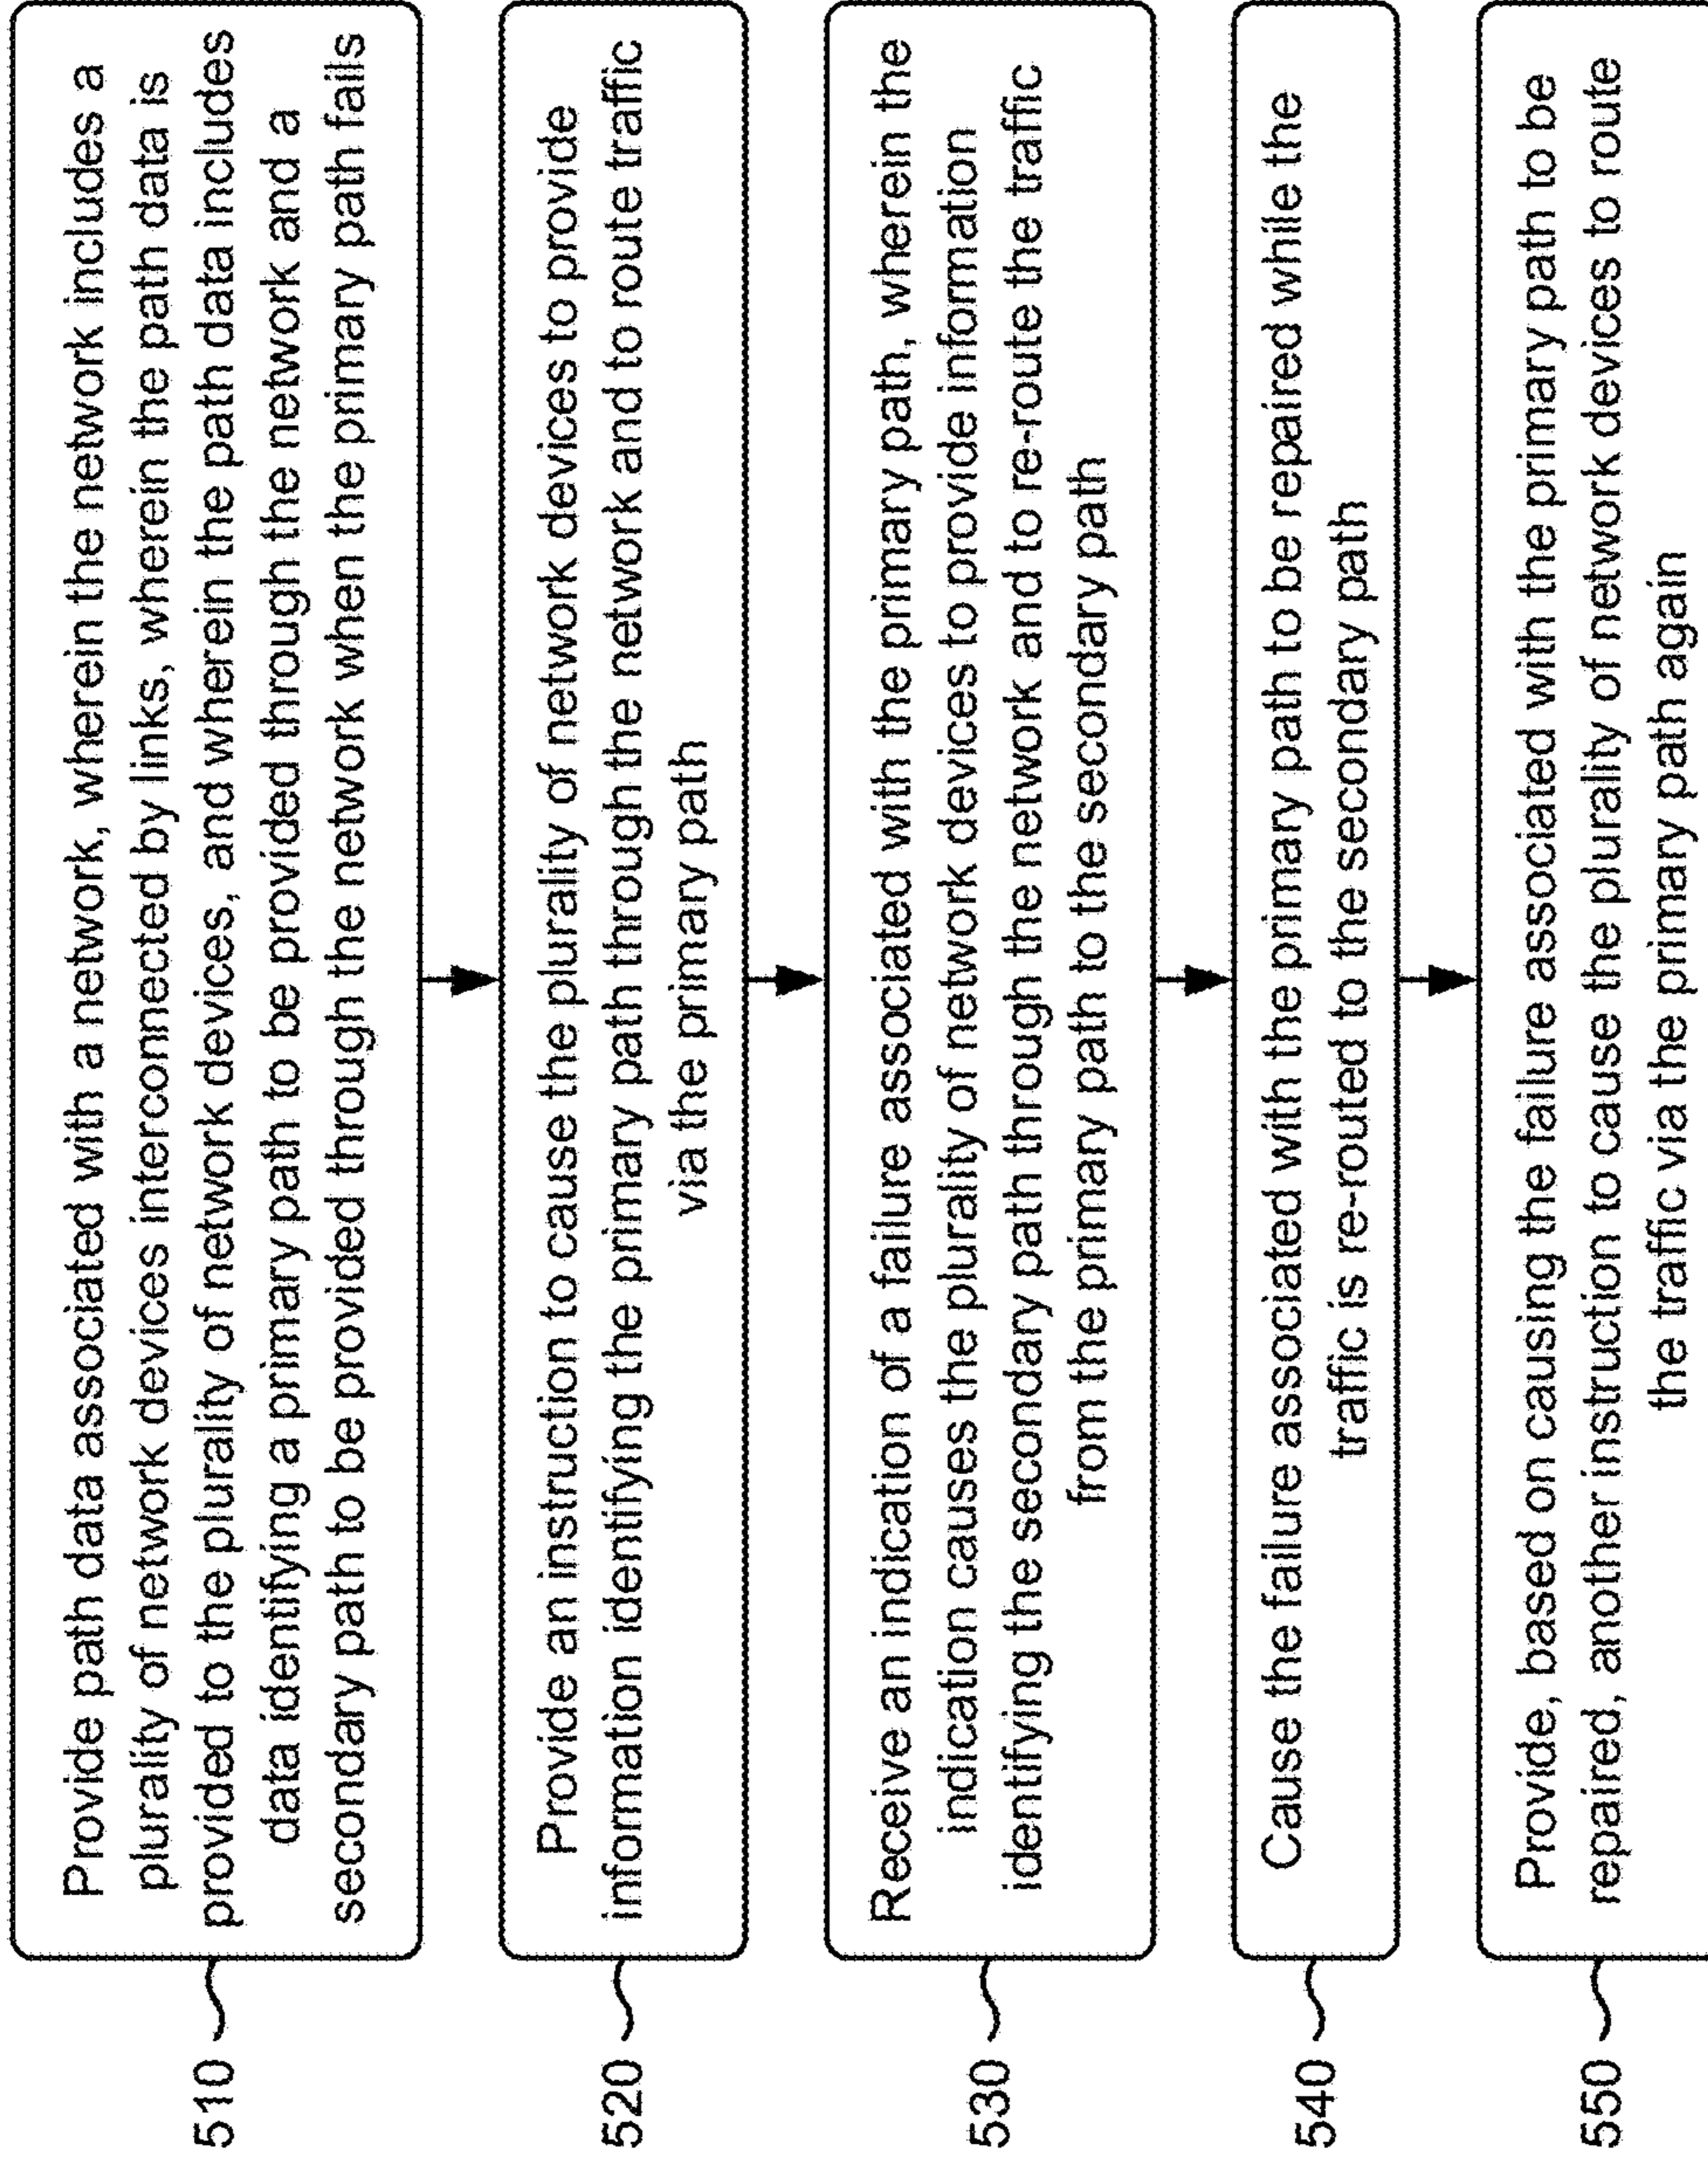 510
Provide path data associated with a network, wherein the network includes a
plurality of network devices interconnected by links, wherein the path data is
provided to the plurality of network devices, and wherein the path data includes
data identifying a primary path to be provided through the network and a
secondary path to be provided through the network when the primary path fails
520
Provide an instruction to cause the plurality of network devices to provide
information identifying the primary path through the network and to route traffic
via the primary path
530
Receive an indication of a failure associated with the primary path, wherein the
indication causes the plurality of network devices to provide information
identifying the secondary path through the network and to re-route the traffic
from the primary path to the secondary path
540
Cause the failure associated with the primary path to be repaired while the
traffic is re-routed to the secondary path
550
Provide, based on causing the failure associated with the primary path to be
repaired, another instruction to cause the plurality of network devices to route
the traffic via the primary path again